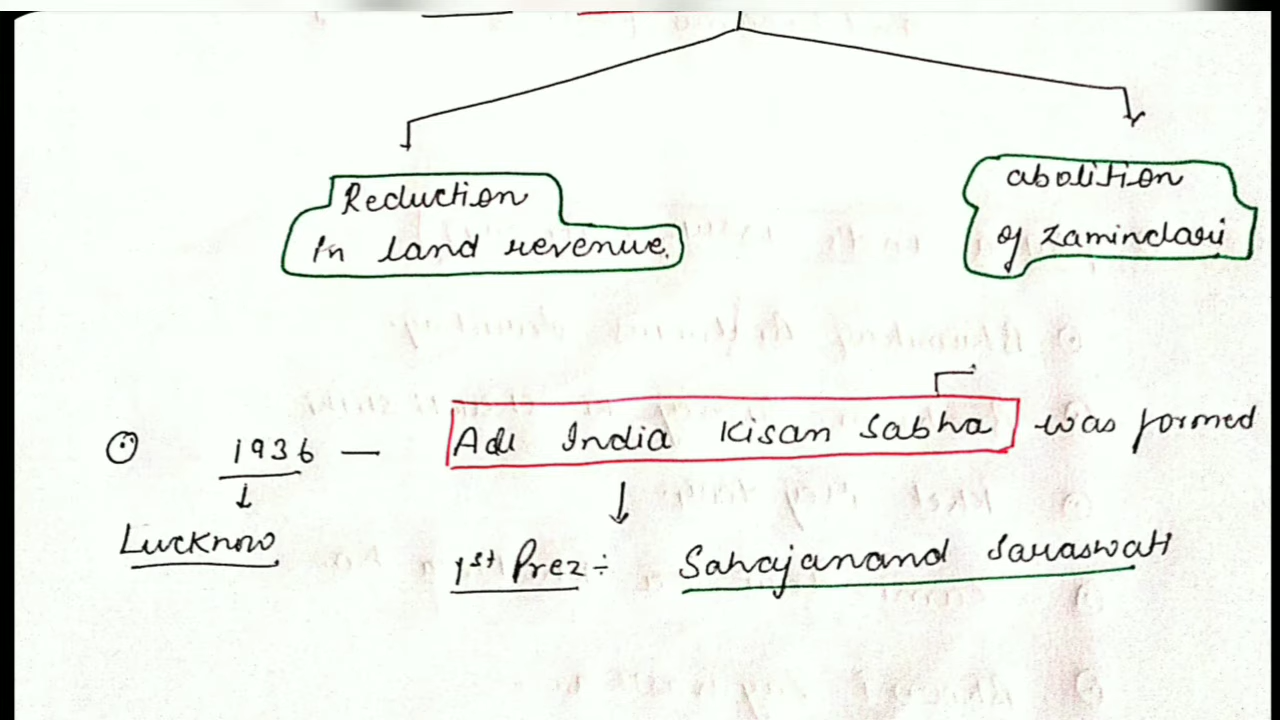 Reduction
in land revenue.
abolition
of zamindari
1936 — All India Kisan Sabha was formed
Lucknow
1st Prez ÷ Sahajanand Saraswati